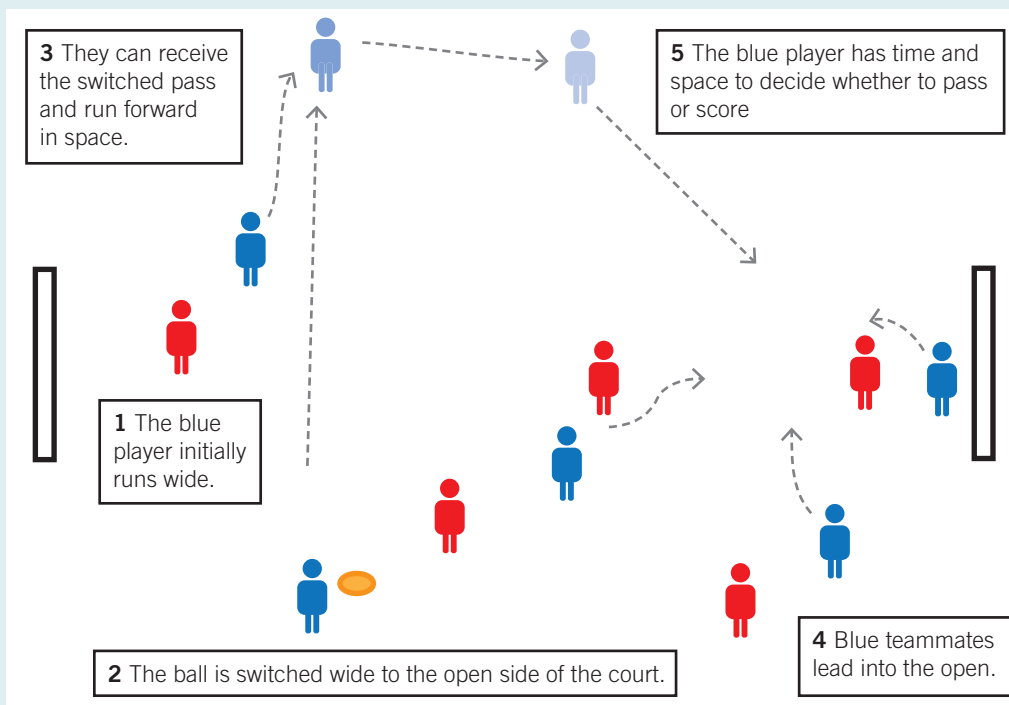 3 They can receive
the switched pass
and run forward
in space.
5 The blue player has time and
space to decide whether to pass
or score
1 The blue
player initially
runs wide.
2 The ball is switched wide to the open side of the court.
4 Blue teammates
lead into the open.